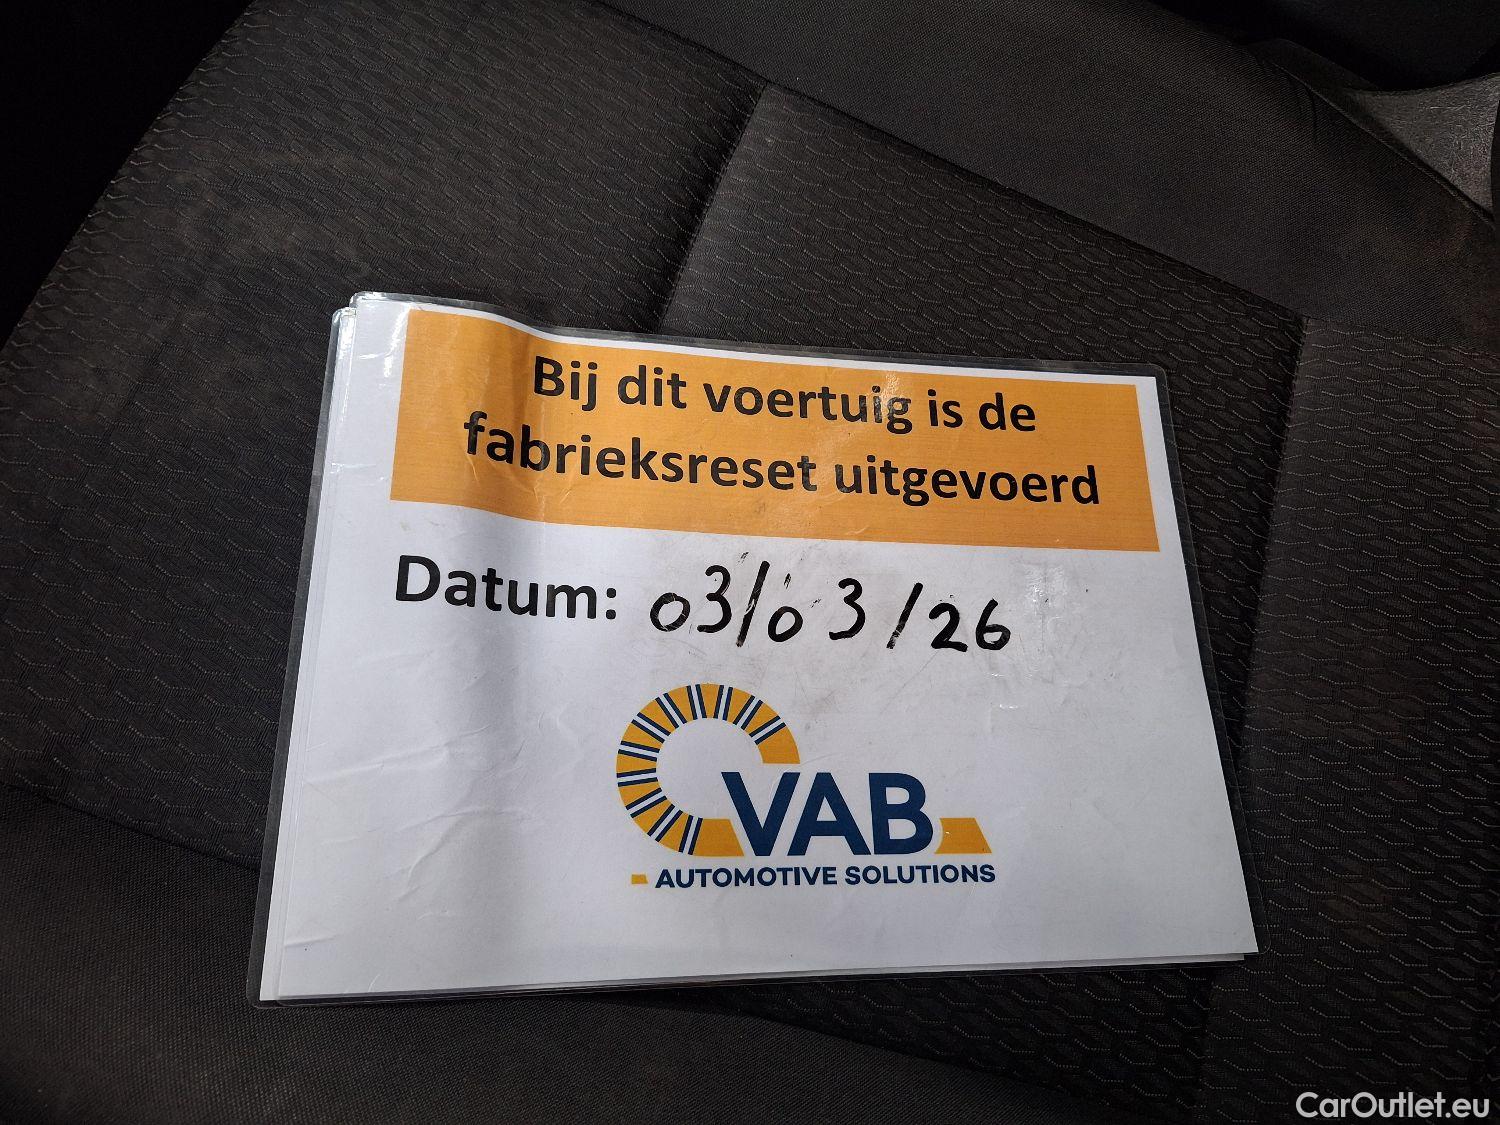 Bij dit voertuig is de
fabrieksreset uitgevoerd
Datum: 03/03/26
VAB
AUTOMOTIVE SOLUTIONS
CarOutlet.eu